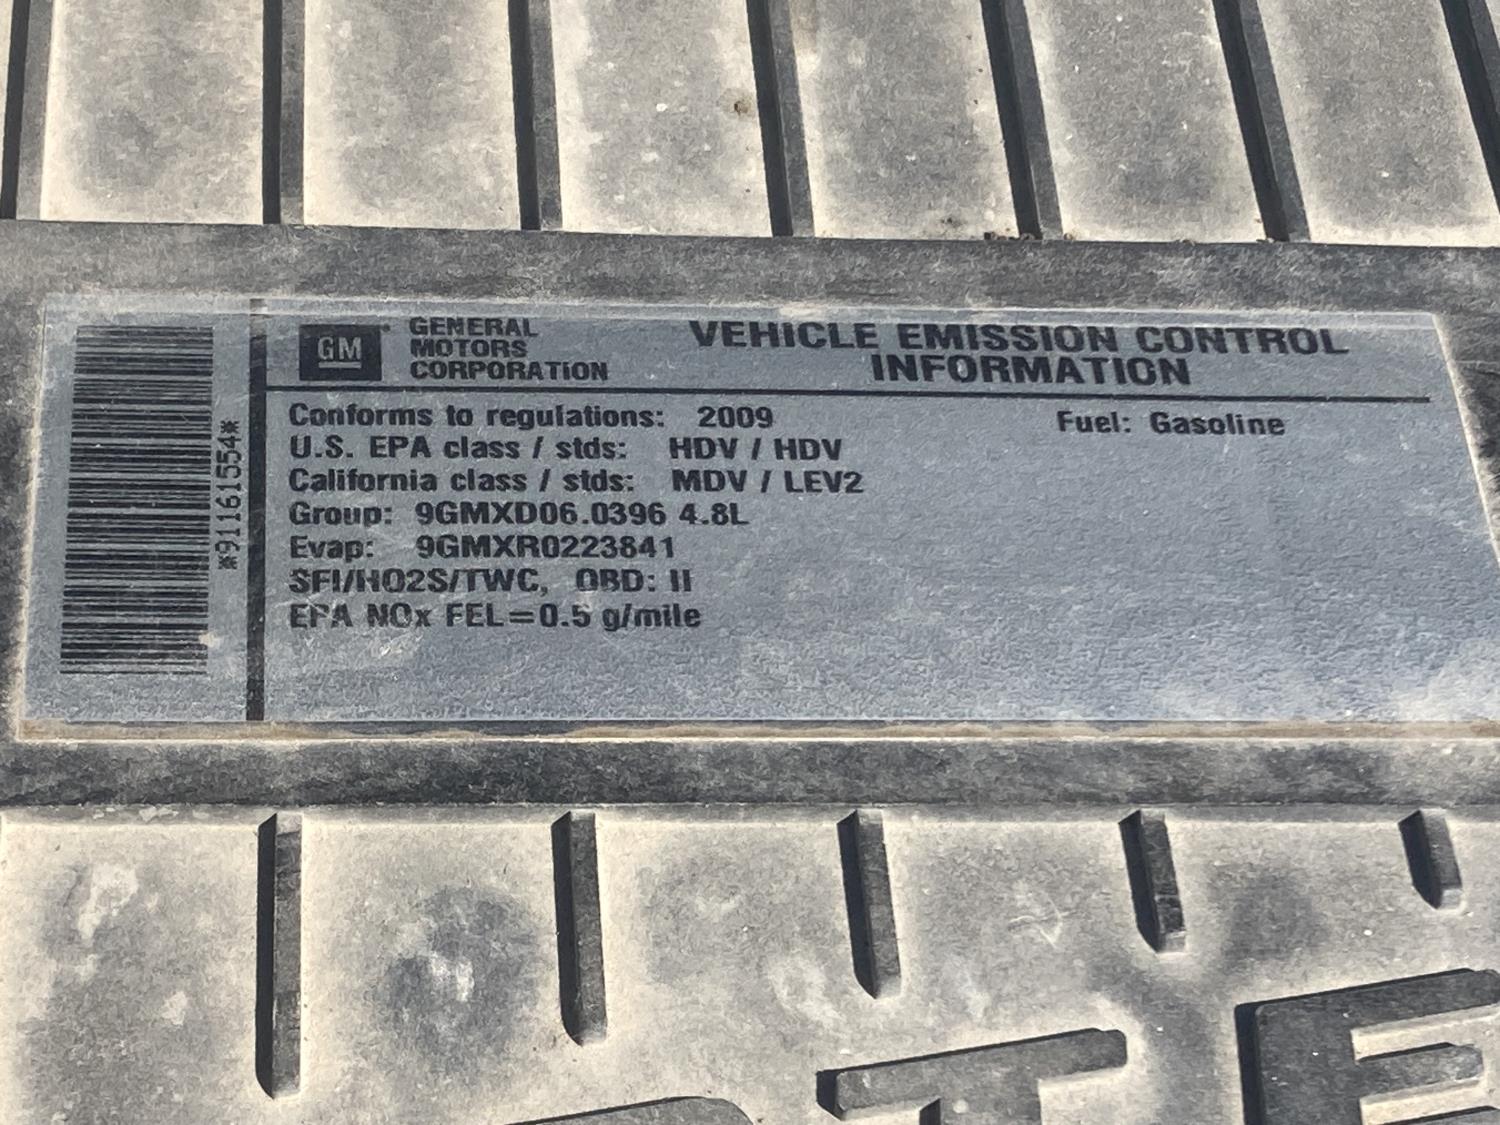 GM
GENERAL
MOTORS
CORPORATION
VEHICLE EMISSION CONTROL
INFORMATION
Conforms to regulations: 2009 Fuel: Gasoline
U.S. EPA class / stds: HDV / HDV
California class / stds: MDV / LEV2
Group: 9GMXD06.0396 4.8L
Evap: 9GMXR0223841
SFI/HO2S/TWC, OBD: II
EPA NOx FEL=0.5 g/mile
*91161554*